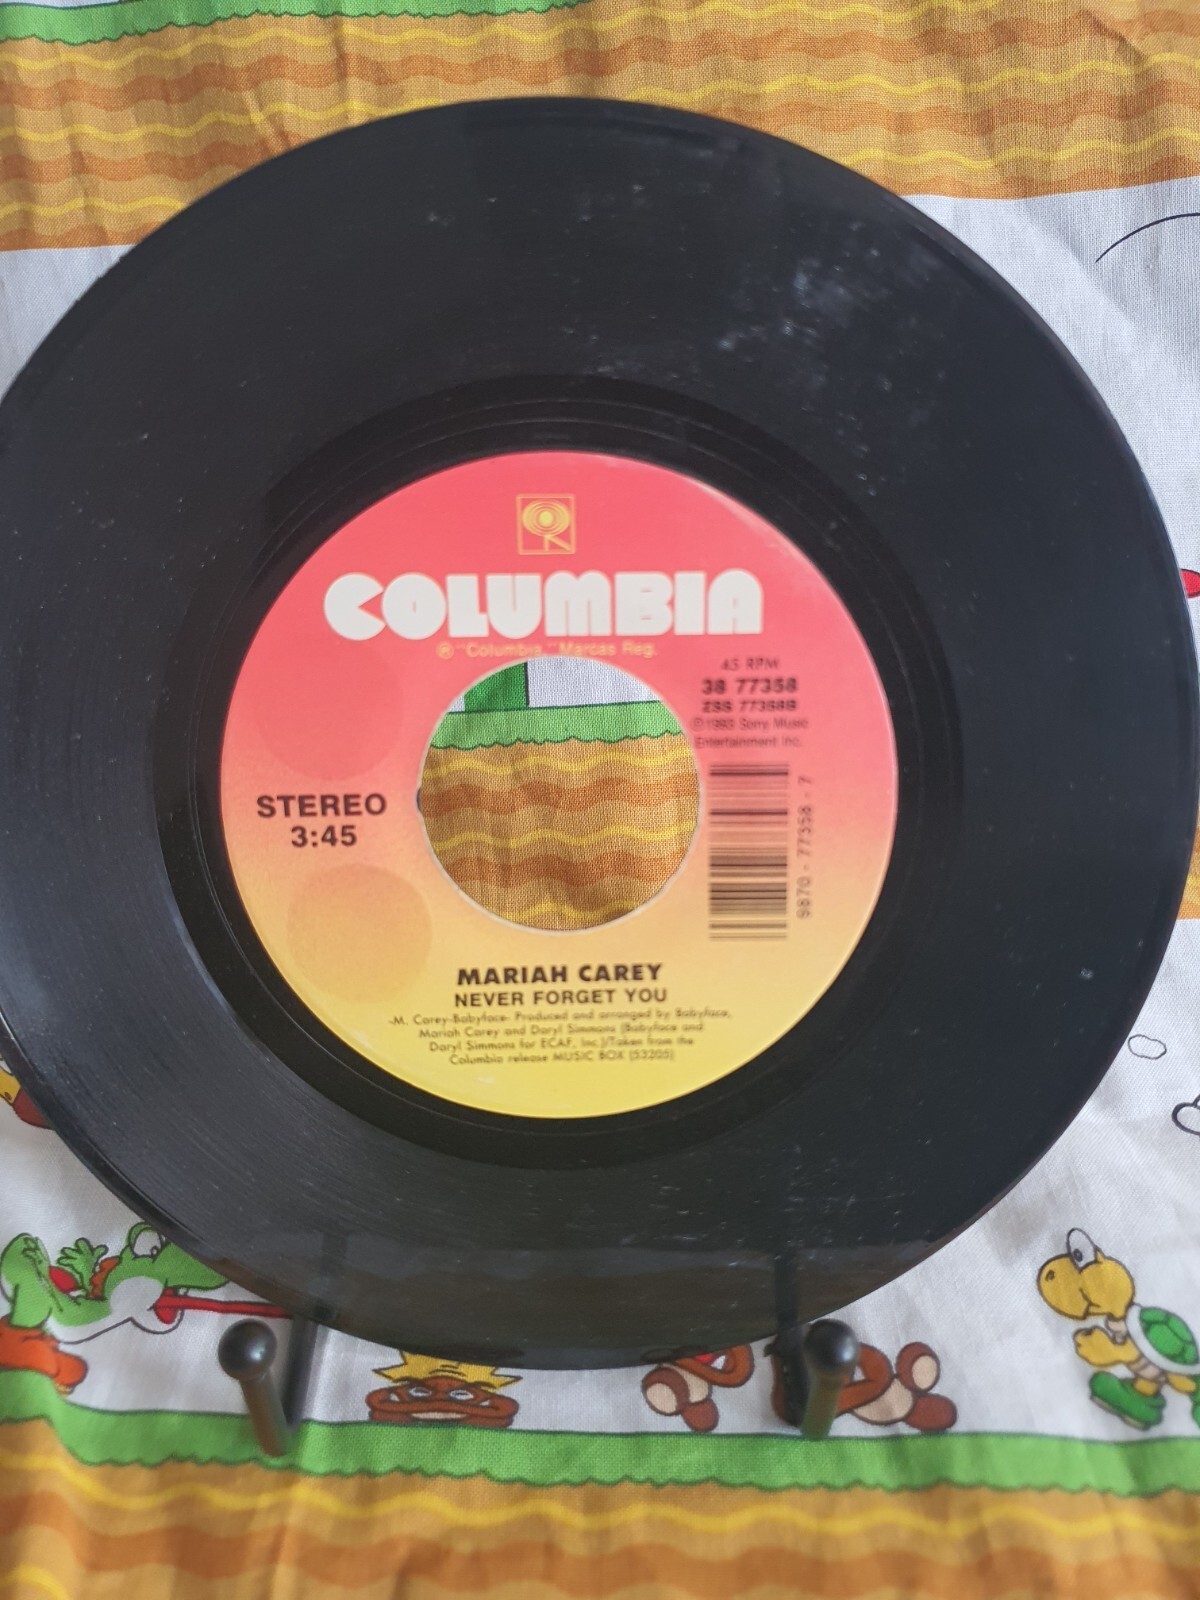 COLUMBIA
® "Columbia," Marcas Reg.
45 RPM
38 77358
ZSS 77358B
©1993 Sony Music
Entertainment Inc.
STEREO
3:45
9870 - 77358 - 7
MARIAH CAREY
NEVER FORGET YOU
-M. Carey-Babyface- Produced and arranged by Babyface,
Mariah Carey and Daryl Simmons (Babyface and
Daryl Simmons for ECAF, Inc.)/Taken from the
Columbia release MUSIC BOX (53205)